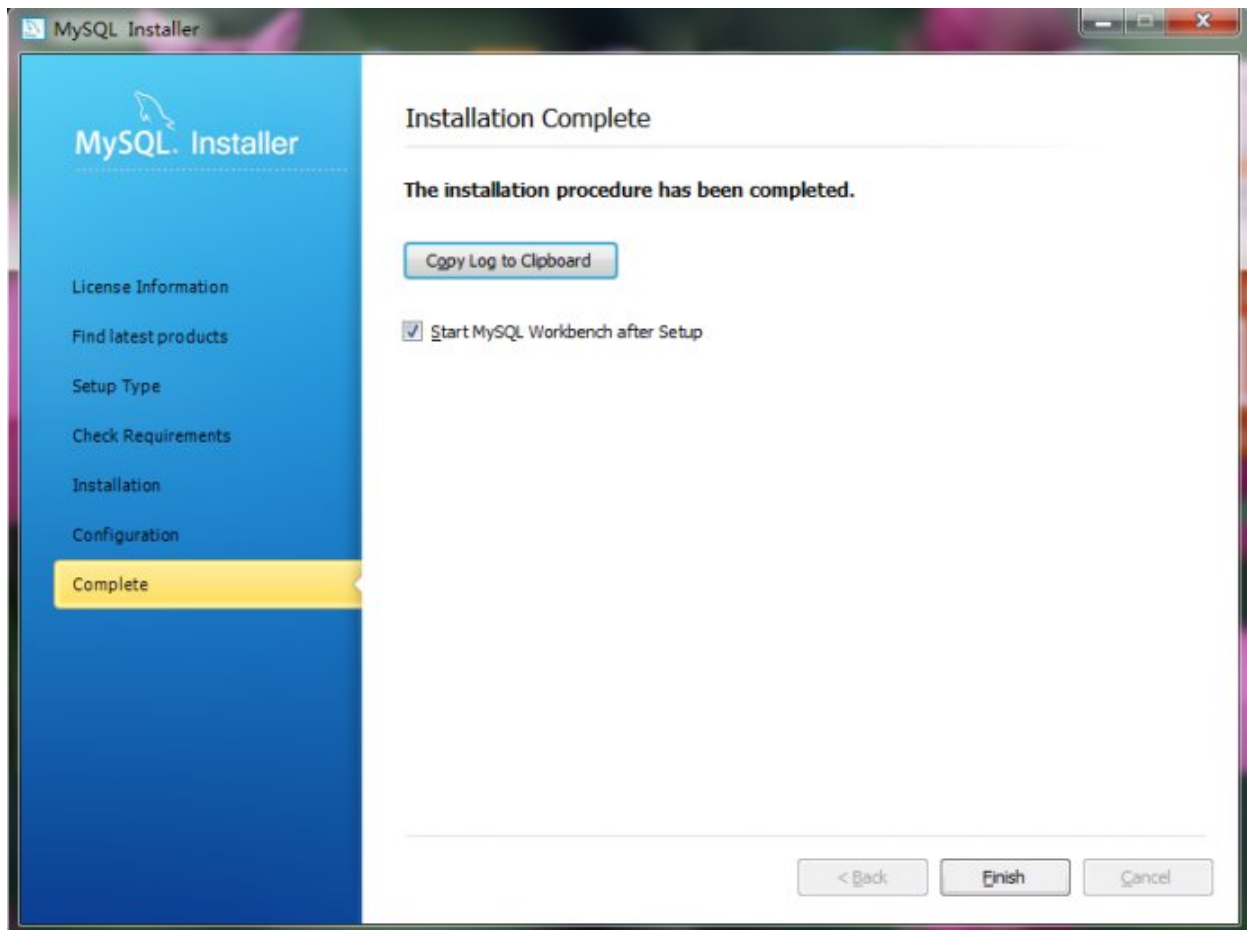 MySQL Installer
MySQL. Installer
License Information
Find latest products
Setup Type
Check Requirements
Installation
Configuration
Complete
Installation Complete
The installation procedure has been completed.
Copy Log to Clipboard
Start MySQL Workbench after Setup
< Back
Finish
Cancel